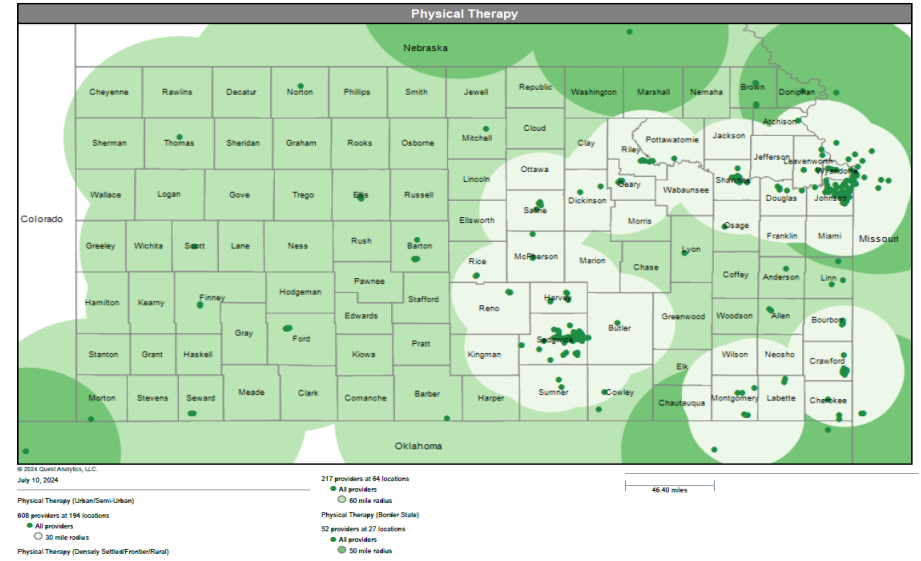 Physical Therapy
Nebraska
Cheyenne Rawlins Decatur Norton Phillips Smith Jewell Republic Washington Marshall Nemaha Brown Doniphan
Atchison
Sherman Thomas Sheridan Graham Rooks Osborne Mitchell Cloud Clay Riley Pottawatomie Jackson
Jefferson Leavenworth
Wallace Logan Gove Trego Ellis Russell Lincoln Ottawa Geary Wabaunsee Shawnee Wyandotte
Dickinson Douglas Johnson
Colorado Saline Morris Osage
Ellsworth
Greeley Wichita Scott Lane Ness Rush Barton McPherson Marion Chase Lyon Franklin Miami Missouri
Rice
Hamilton Kearny Finney Hodgeman Pawnee Stafford Reno Harvey Coffey Anderson Linn
Gray Ford Edwards Pratt Sedgwick Butler Greenwood Woodson Allen Bourbon
Stanton Grant Haskell Kiowa Kingman Elk Wilson Neosho Crawford
Morton Stevens Seward Meade Clark Comanche Barber Harper Sumner Cowley Chautauqua Montgomery Labette Cherokee
Oklahoma
© 2024 Quest Analytics, LLC.
July 10, 2024
Physical Therapy (Urban/Semi-Urban)
608 providers at 194 locations
All providers
30 mile radius
Physical Therapy (Densely Settled/Frontier/Rural)
217 providers at 64 locations
All providers
60 mile radius
Physical Therapy (Border State)
52 providers at 27 locations
All providers
50 mile radius
46.40 miles